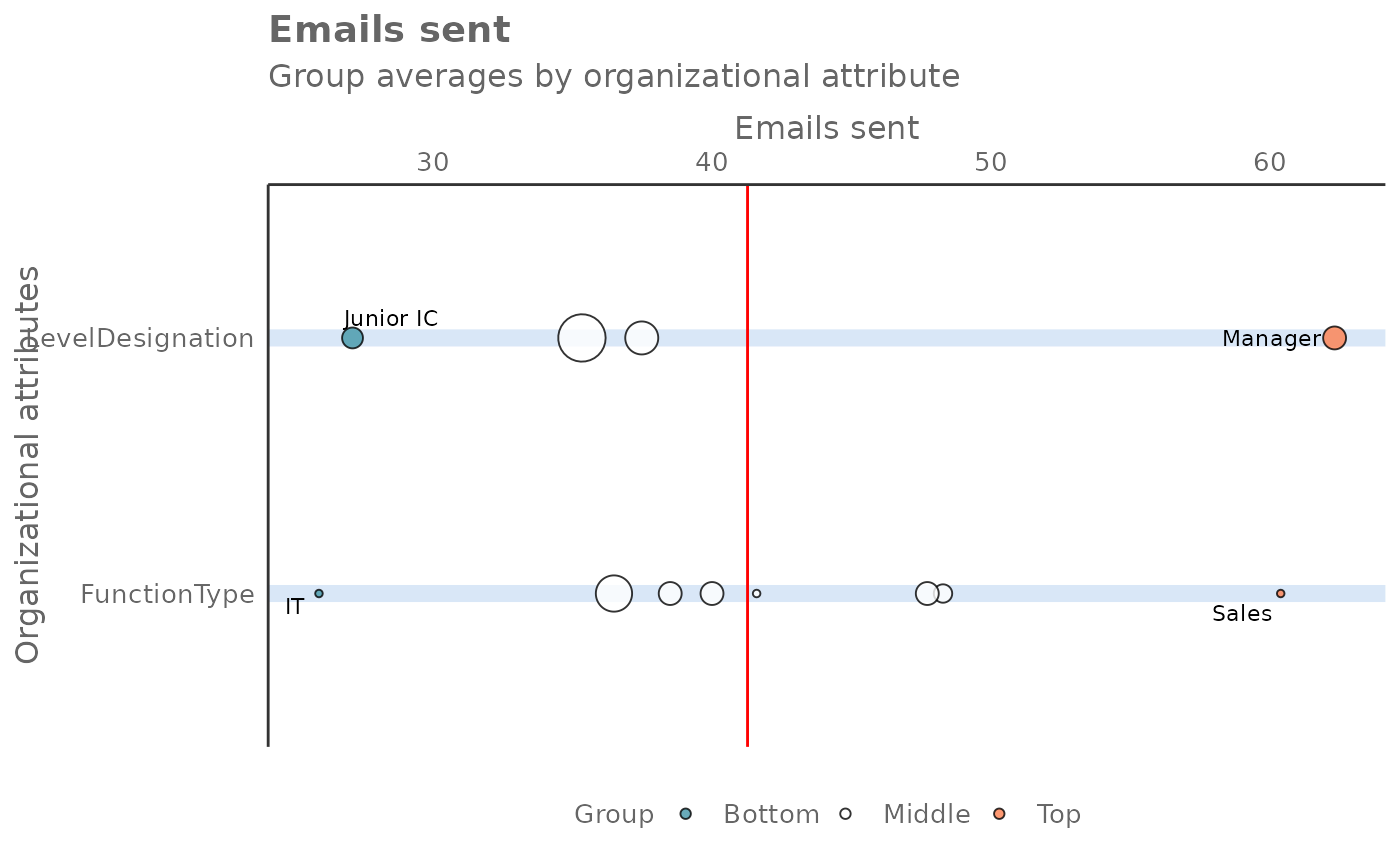 Emails sent
Group averages by organizational attribute
Emails sent
30 40 50 60
Organizational attributes
LevelDesignation
Junior IC
Manager
FunctionType
IT
Sales
Group Bottom Middle Top